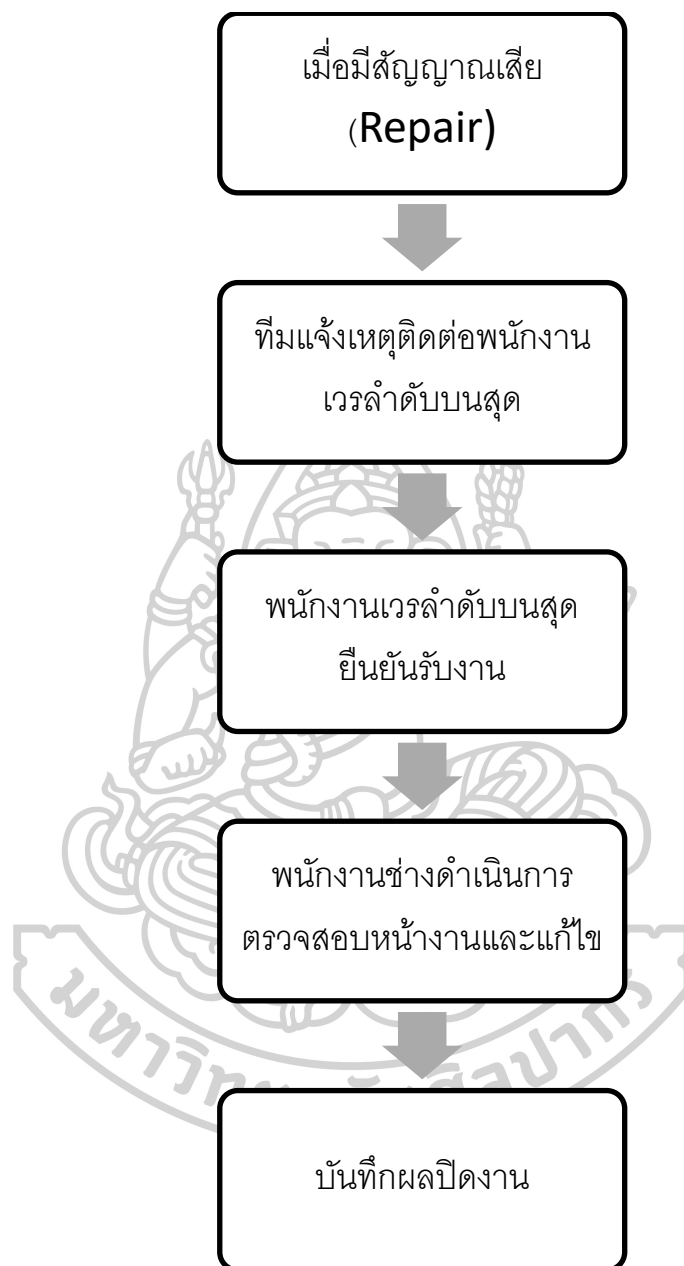 เมื่อมีสัญญาณเสีย
(Repair)
ทีมแจ้งเหตุติดต่อพนักงาน
เวรลำดับบนสุด
พนักงานเวรลำดับบนสุด
ยืนยันรับงาน
พนักงานช่างดำเนินการ
ตรวจสอบหน้างานและแก้ไข
บันทึกผลปิดงาน